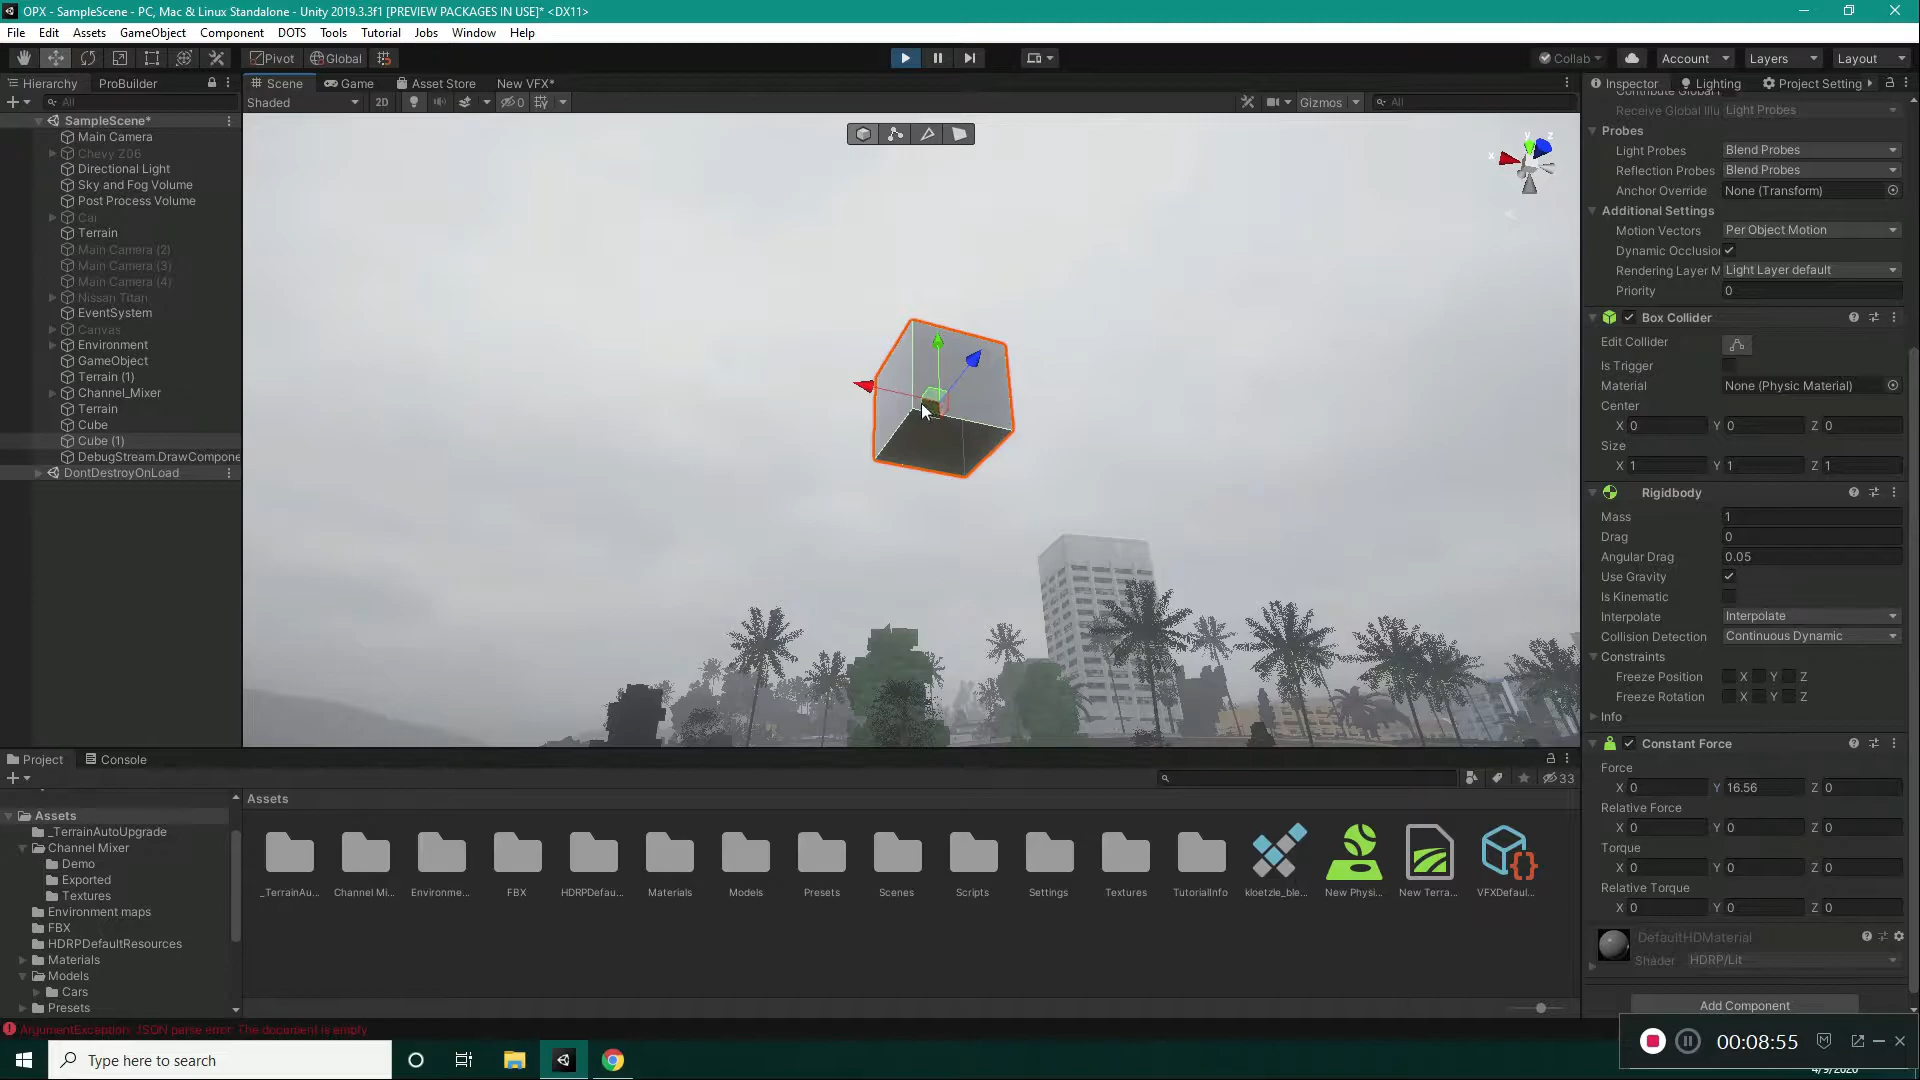 OPX - SampleScene - PC, Mac & Linux Standalone - Unity 2019.3.3f1 [PREVIEW PACKAGES IN USE]* <DX11>
File Edit Assets GameObject Component DOTS Tools Tutorial Jobs Window Help
Pivot Global Collab Account Layers Layout
Hierarchy ProBuilder Scene Game Asset Store New VFX* Inspector Lighting Project Setting
All Shaded 2D 0 Gizmos All
SampleScene*
Main Camera
Chevy Z06
Directional Light
Sky and Fog Volume
Post Process Volume
Car
Terrain
Main Camera (2)
Main Camera (3)
Main Camera (4)
Nissan Titan
EventSystem
Canvas
Environment
GameObject
Terrain (1)
Channel_Mixer
Terrain
Cube
Cube (1)
DebugStream.DrawCompone
DontDestroyOnLoad
x y z
Receive Global Illu Light Probes
Probes
Light Probes Blend Probes
Reflection Probes Blend Probes
Anchor Override None (Transform)
Additional Settings
Motion Vectors Per Object Motion
Dynamic Occlusio
Rendering Layer M Light Layer default
Priority 0
Box Collider
Edit Collider
Is Trigger
Material None (Physic Material)
Center
X 0 Y 0 Z 0
Size
X 1 Y 1 Z 1
Rigidbody
Mass 1
Drag 0
Angular Drag 0.05
Use Gravity
Is Kinematic
Interpolate Interpolate
Collision Detection Continuous Dynamic
Constraints
Freeze Position X Y Z
Freeze Rotation X Y Z
Info
Constant Force
Force
X 0 Y 16.56 Z 0
Relative Force
X 0 Y 0 Z 0
Torque
X 0 Y 0 Z 0
Relative Torque
X 0 Y 0 Z 0
DefaultHDMaterial
Shader HDRP/Lit
Add Component
Project Console
33
Assets
_TerrainAutoUpgrade
Channel Mixer
Demo
Exported
Textures
Environment maps
FBX
HDRPDefaultResources
Materials
Models
Cars
Presets
Assets
_TerrainAu... Channel Mi... Environme... FBX HDRPDefau... Materials Models Presets Scenes Scripts Settings Textures TutorialInfo kloetzle_ble... New Physi... New Terra... VFXDefaul...
ArgumentException: JSON parse error: The document is empty.
Type here to search
00:08:55
4/9/2020